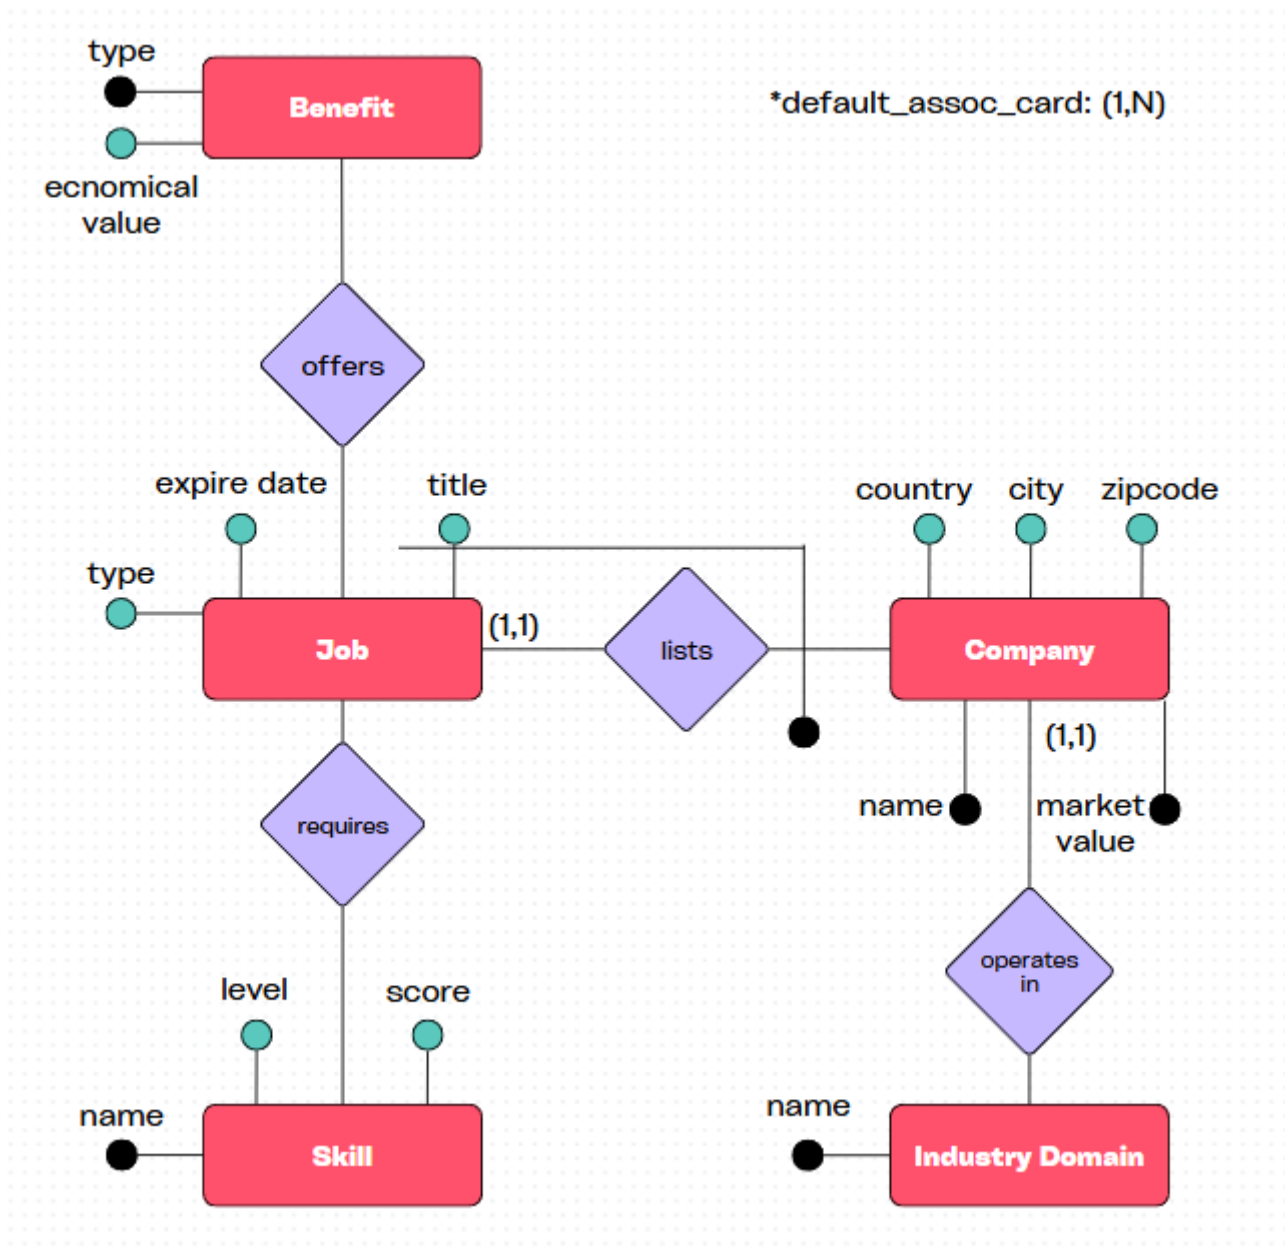 type
Benefit
*default_assoc_card: (1,N)
ecnomical
value
offers
expire date
title
country
city
zipcode
type
Job
(1,1)
lists
Company
(1,1)
name
market
value
requires
operates
in
level
score
name
Skill
name
Industry Domain